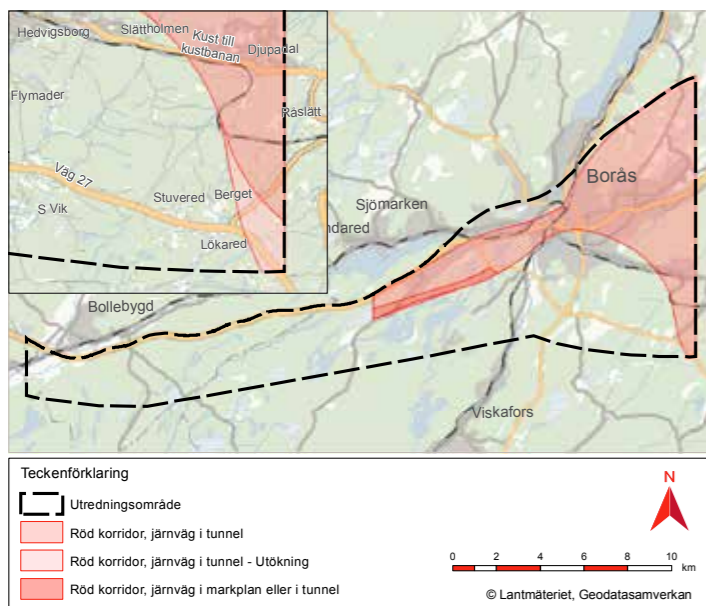 Hedvigsborg
Slättholmen
Kust till
kustbanan
Djupadal
Flymader
Råslätt
Väg 27
Stuvered
Berget
S Vik
Lökared
Borås
Sjömarken
ndared
Bollebygd
Viskafors
Teckenförklaring
Utredningsområde
Röd korridor, järnväg i tunnel
Röd korridor, järnväg i tunnel - Utökning
Röd korridor, järnväg i markplan eller i tunnel
N
0 2 4 6 8 10
km
© Lantmäteriet, Geodatasamverkan